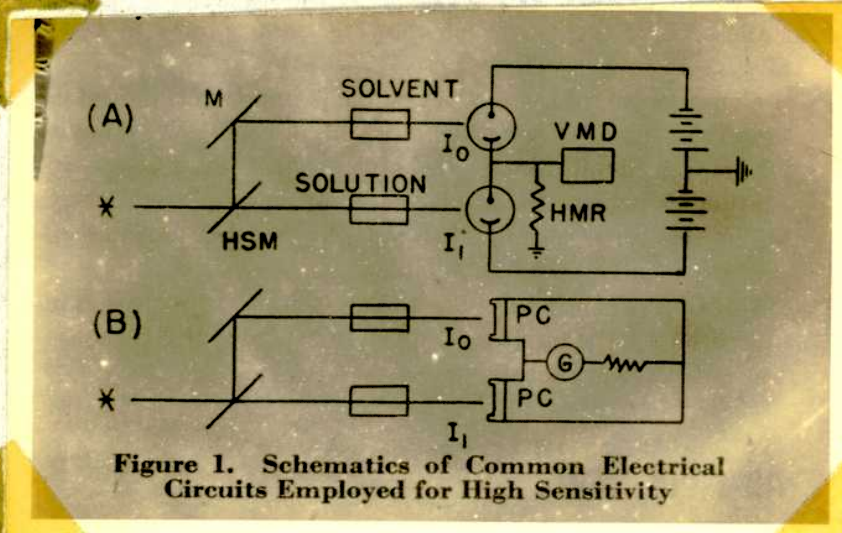 (A)
M
SOLVENT
I₀
VMD
SOLUTION
HSM
I₁
HMR
(B)
I₀
PC
G
PC
I₁
Figure 1. Schematics of Common Electrical
Circuits Employed for High Sensitivity